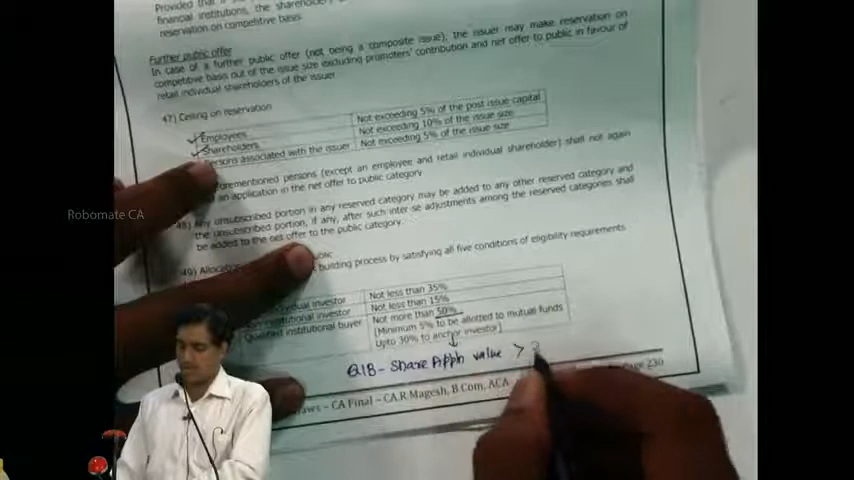 Provided that
financial institutions, the shareholders
reservation on competitive basis.
Further public offer
In case of a further public offer (not being a composite issue), the issuer may make reservation on
competitive basis out of the issue size excluding promoters' contribution and net offer to public in favour of
retail individual shareholders of the issuer
47) Ceiling on reservation
Employees Not exceeding 5% of the post issue capital
Shareholders Not exceeding 10% of the issue size
Persons associated with the issuer Not exceeding 5% of the issue size
rementioned persons (except an employee and retail individual shareholder) shall not again
an application in the net offer to public category
48) Any unsubscribed portion in any reserved category may be added to any other reserved category and
the unsubscribed portion, if any, after such inter-se adjustments among the reserved categories shall
be added to the net offer to the public category.
49) public
building process by satisfying all five conditions of eligibility requirements
individual investor Not less than 35%
institutional investor Not less than 15%
Qualified institutional buyer Not more than 50%
[Minimum 5% to be allotted to mutual funds
Upto 30% to anchor investor]
QIB - Share Appln value >
Laws – CA Final – CA.R Magesh, B.Com, ACA Page 230
Robomate CA